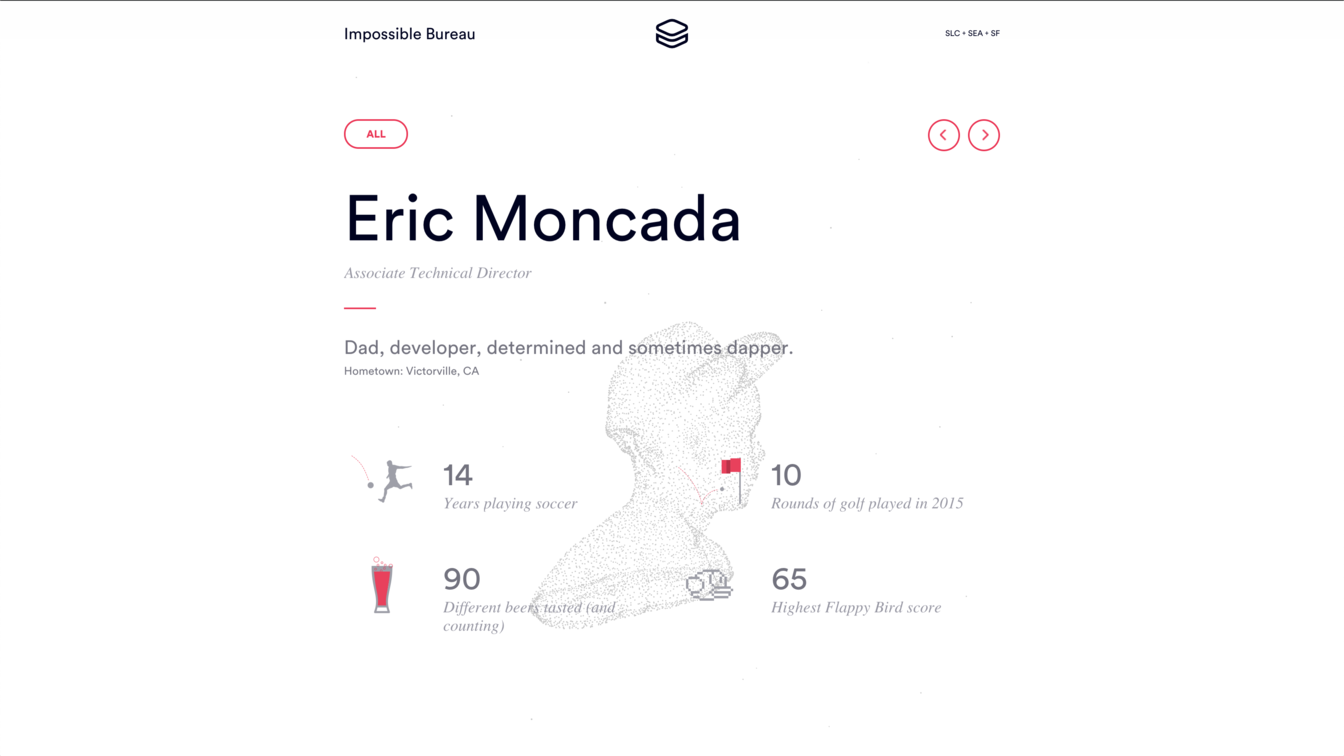 Impossible Bureau
SLC + SEA + SF
ALL
Eric Moncada
Associate Technical Director
Dad, developer, determined and sometimes dapper.
Hometown: Victorville, CA
14
Years playing soccer
10
Rounds of golf played in 2015
90
Different beers tasted (and
counting)
65
Highest Flappy Bird score